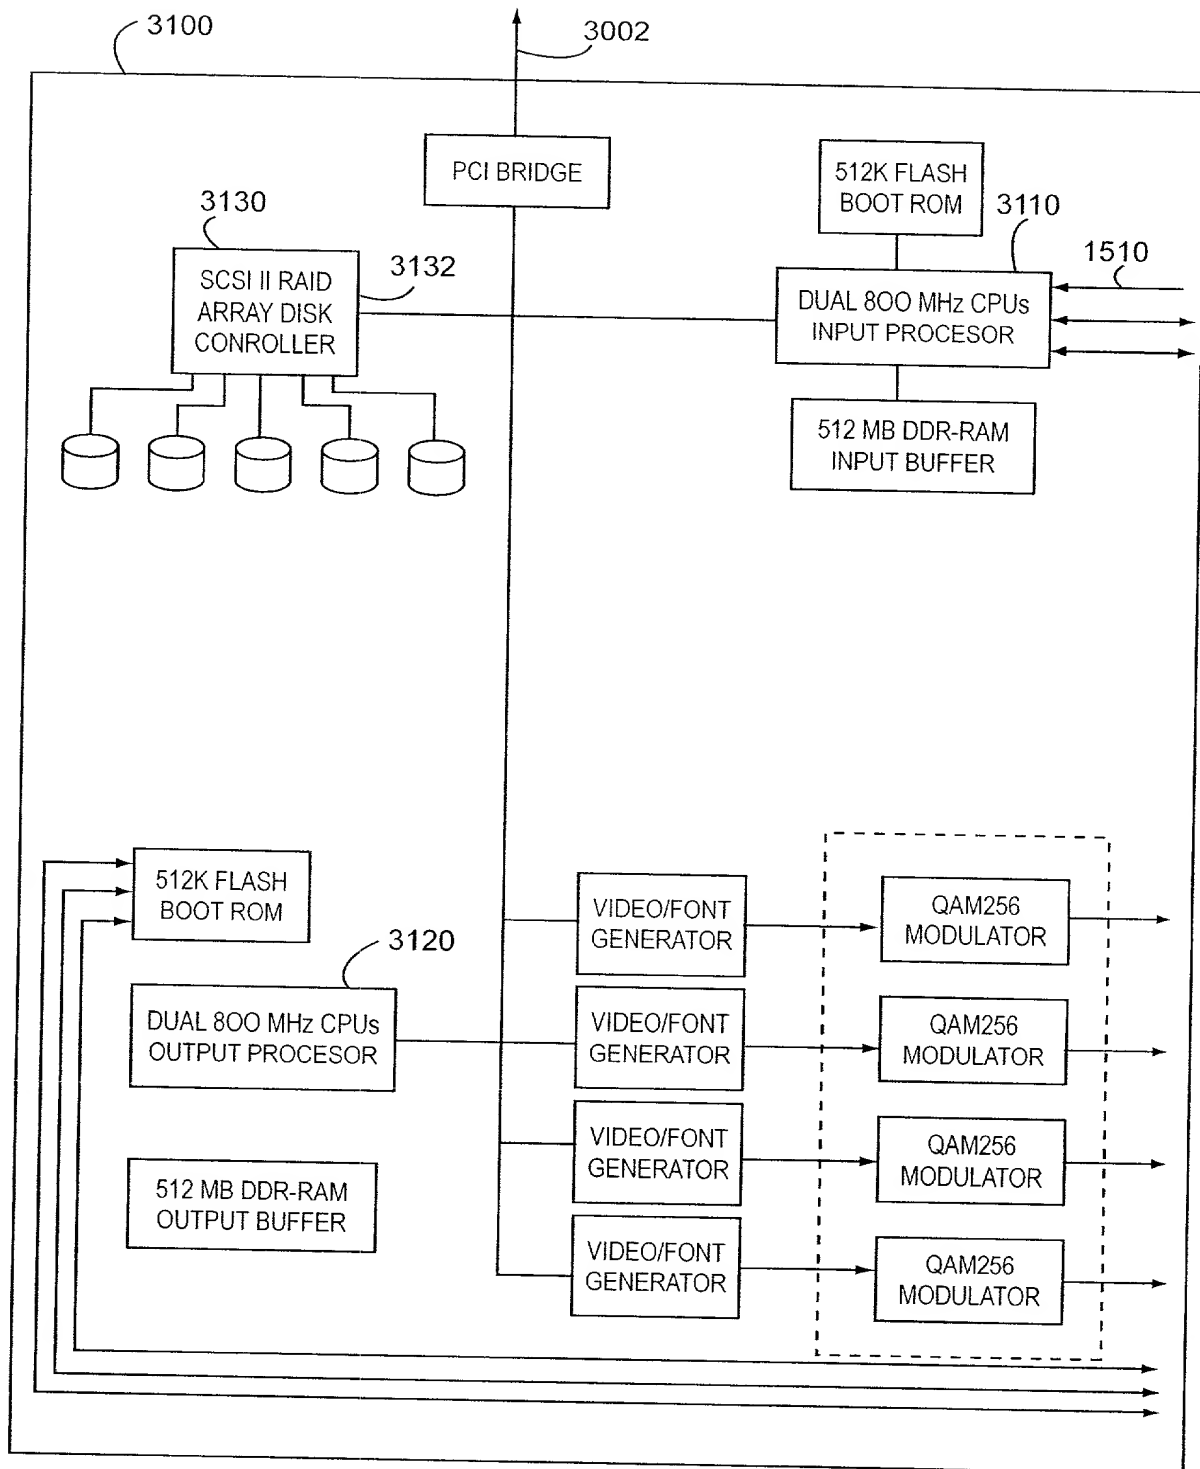 3100
3002
PCI BRIDGE
512K FLASH
BOOT ROM
3130
3110
SCSI II RAID
ARRAY DISK
CONROLLER
3132
1510
DUAL 800 MHz CPUs
INPUT PROCESOR
512 MB DDR-RAM
INPUT BUFFER
512K FLASH
BOOT ROM
3120
DUAL 800 MHz CPUs
OUTPUT PROCESOR
512 MB DDR-RAM
OUTPUT BUFFER
VIDEO/FONT
GENERATOR
QAM256
MODULATOR
VIDEO/FONT
GENERATOR
QAM256
MODULATOR
VIDEO/FONT
GENERATOR
QAM256
MODULATOR
VIDEO/FONT
GENERATOR
QAM256
MODULATOR